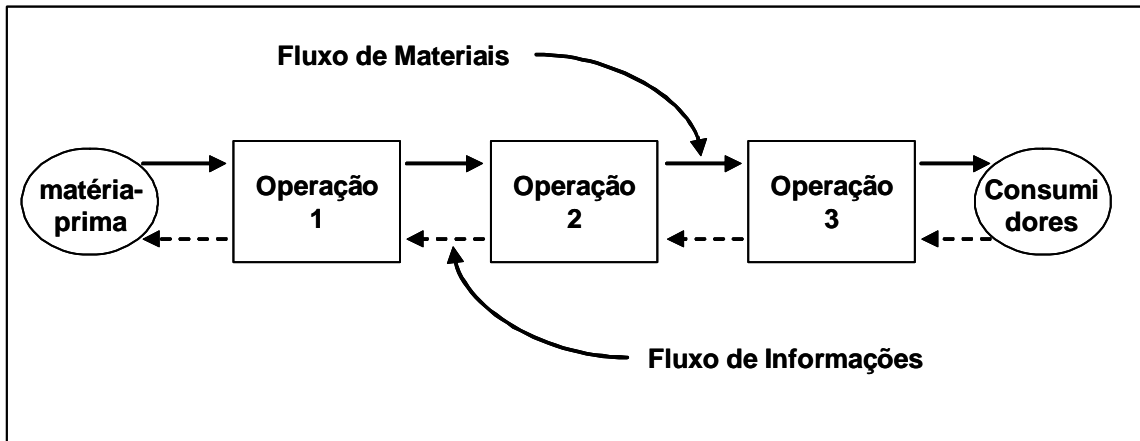 Fluxo de Materiais
matéria-
prima
Operação
1
Operação
2
Operação
3
Consumi
dores
Fluxo de Informações